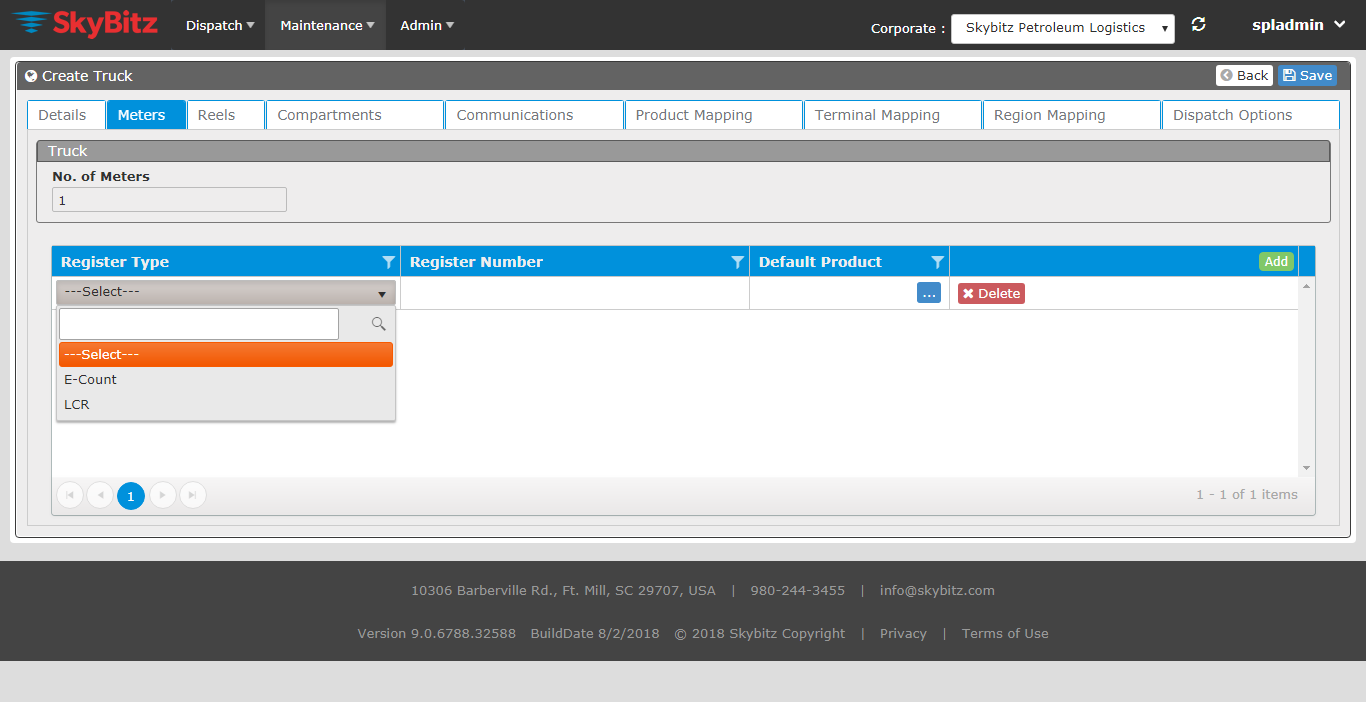 SkyBitz Dispatch Maintenance Admin Corporate : Skybitz Petroleum Logistics spladmin
Create Truck Back Save
Details Meters Reels Compartments Communications Product Mapping Terminal Mapping Region Mapping Dispatch Options
Truck
No. of Meters
1
Register Type Register Number Default Product Add
---Select--- ... Delete
---Select---
E-Count
LCR
1 1 - 1 of 1 items
10306 Barberville Rd., Ft. Mill, SC 29707, USA | 980-244-3455 | info@skybitz.com
Version 9.0.6788.32588 BuildDate 8/2/2018 © 2018 Skybitz Copyright | Privacy | Terms of Use